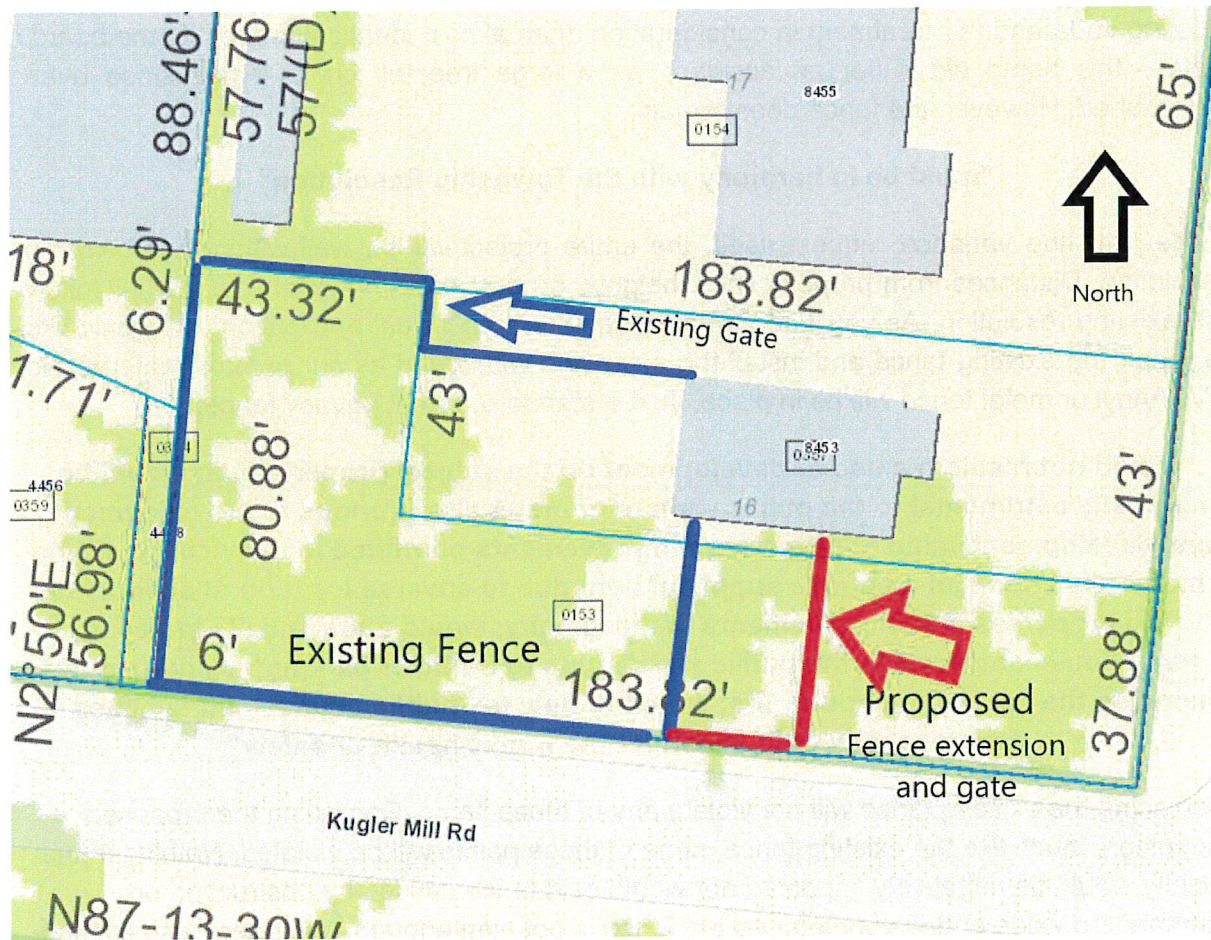 88.46'
57.76
57'(D)
17
8455
0154
65'
18'
6.29'
43.32'
183.82'
North
Existing Gate
1.71'
43'
80.88'
8453
16
43'
4456
0359
N2°50'E
56.98'
0153
6'
Existing Fence
183.82'
Proposed
Fence extension
and gate
37.88'
Kugler Mill Rd
N87-13-30W